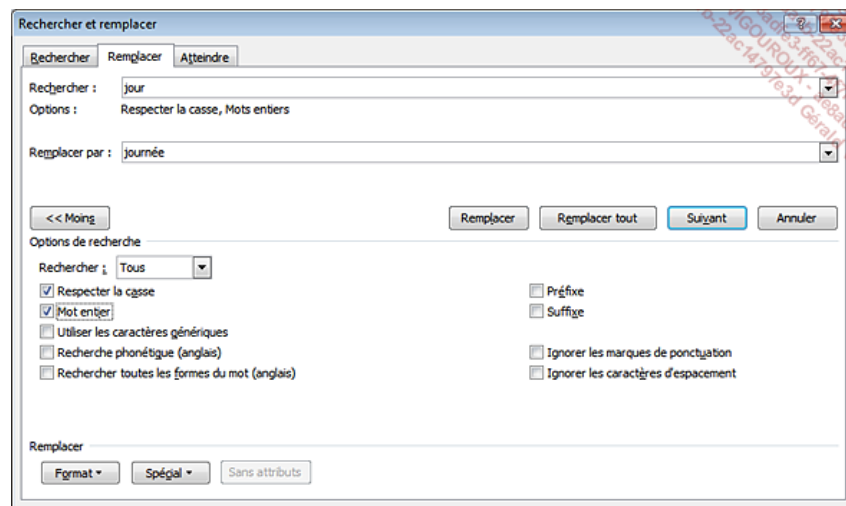 Rechercher et remplacer
Rechercher Remplacer Atteindre
Rechercher : jour
Options : Respecter la casse, Mots entiers
Remplacer par : journée
<< Moins Remplacer Remplacer tout Suivant Annuler
Options de recherche
Rechercher : Tous
Respecter la casse Préfixe
Mot entier Suffixe
Utiliser les caractères génériques
Recherche phonétique (anglais) Ignorer les marques de ponctuation
Rechercher toutes les formes du mot (anglais) Ignorer les caractères d'espacement
Remplacer
Format Spécial Sans attributs